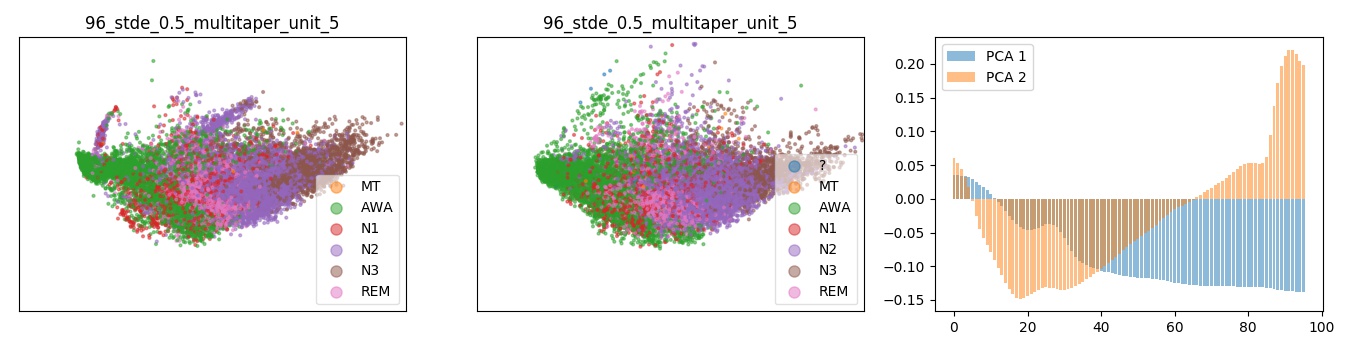 96_stde_0.5_multitaper_unit_5
MT
AWA
N1
N2
N3
REM
96_stde_0.5_multitaper_unit_5
?
MT
AWA
N1
N2
N3
REM
PCA 1
PCA 2
0.20
0.15
0.10
0.05
0.00
−0.05
−0.10
−0.15
0 20 40 60 80 100